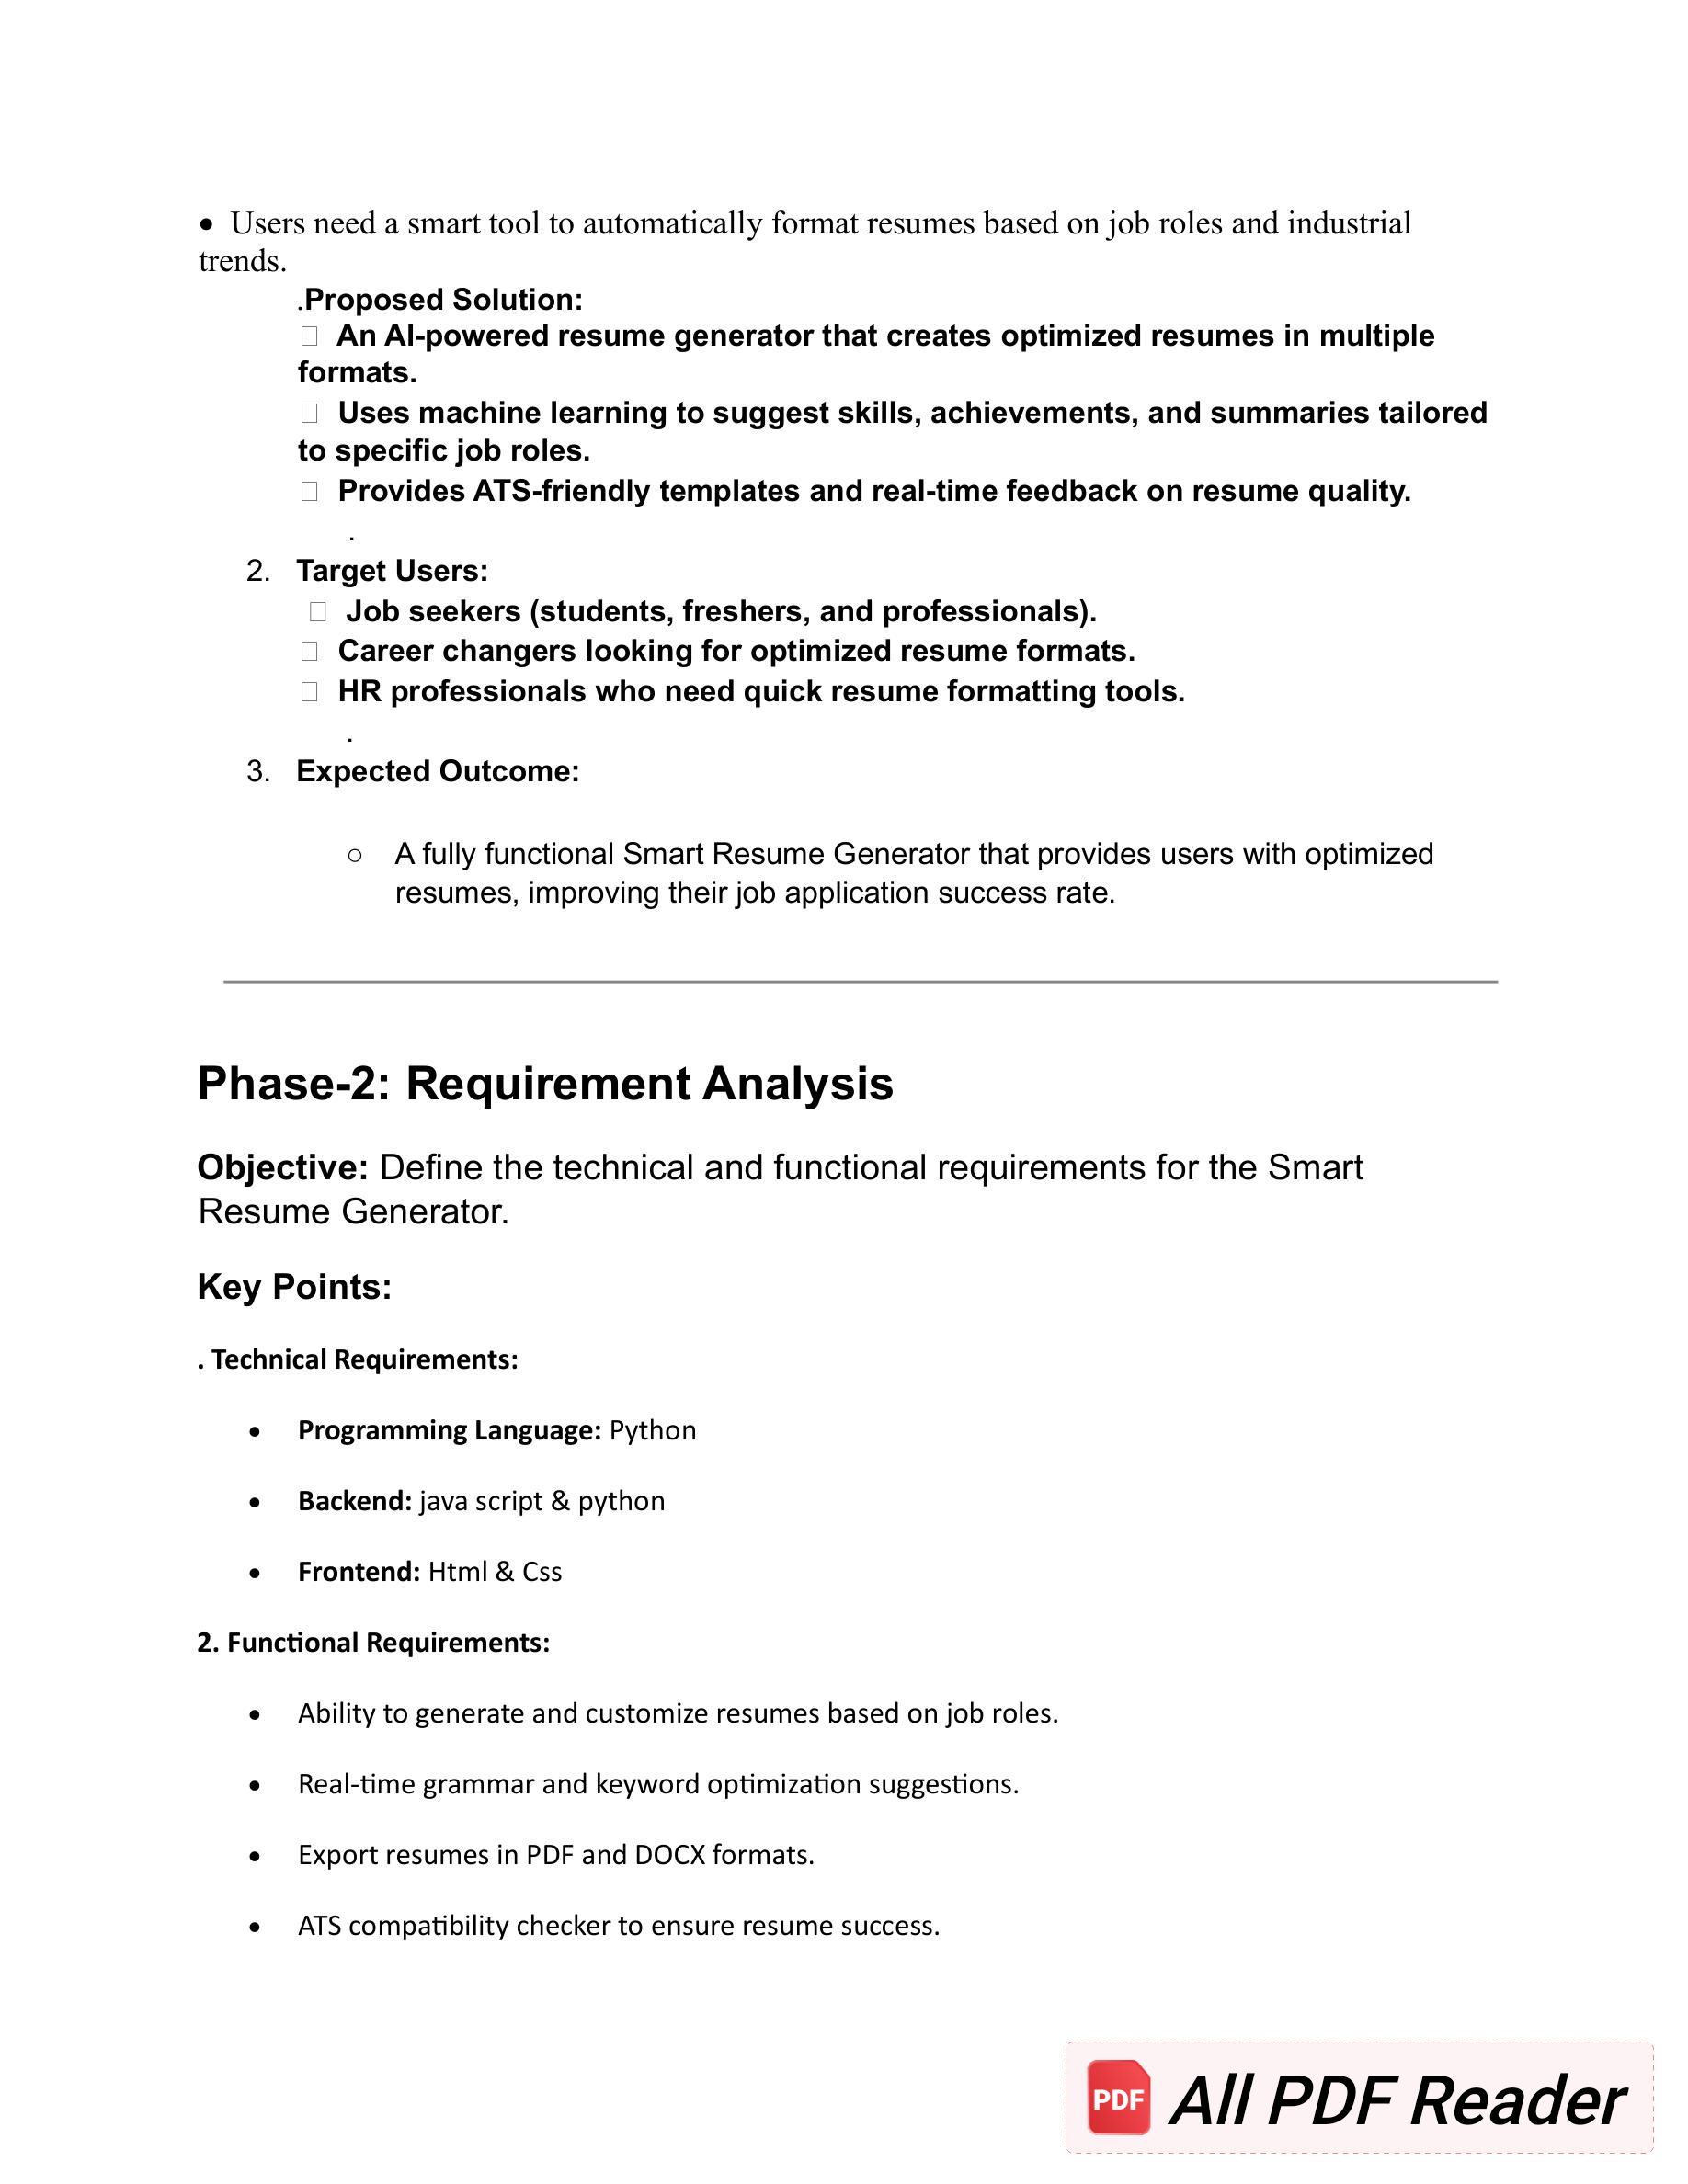 • Users need a smart tool to automatically format resumes based on job roles and industrial
trends.
.Proposed Solution:
□ An AI-powered resume generator that creates optimized resumes in multiple
formats.
□ Uses machine learning to suggest skills, achievements, and summaries tailored
to specific job roles.
□ Provides ATS-friendly templates and real-time feedback on resume quality.
.
2. Target Users:
□ Job seekers (students, freshers, and professionals).
□ Career changers looking for optimized resume formats.
□ HR professionals who need quick resume formatting tools.
.
3. Expected Outcome:
○ A fully functional Smart Resume Generator that provides users with optimized
resumes, improving their job application success rate.
Phase-2: Requirement Analysis
Objective: Define the technical and functional requirements for the Smart
Resume Generator.
Key Points:
. Technical Requirements:
• Programming Language: Python
• Backend: java script & python
• Frontend: Html & Css
2. Functional Requirements:
• Ability to generate and customize resumes based on job roles.
• Real-time grammar and keyword optimization suggestions.
• Export resumes in PDF and DOCX formats.
• ATS compatibility checker to ensure resume success.
PDF All PDF Reader